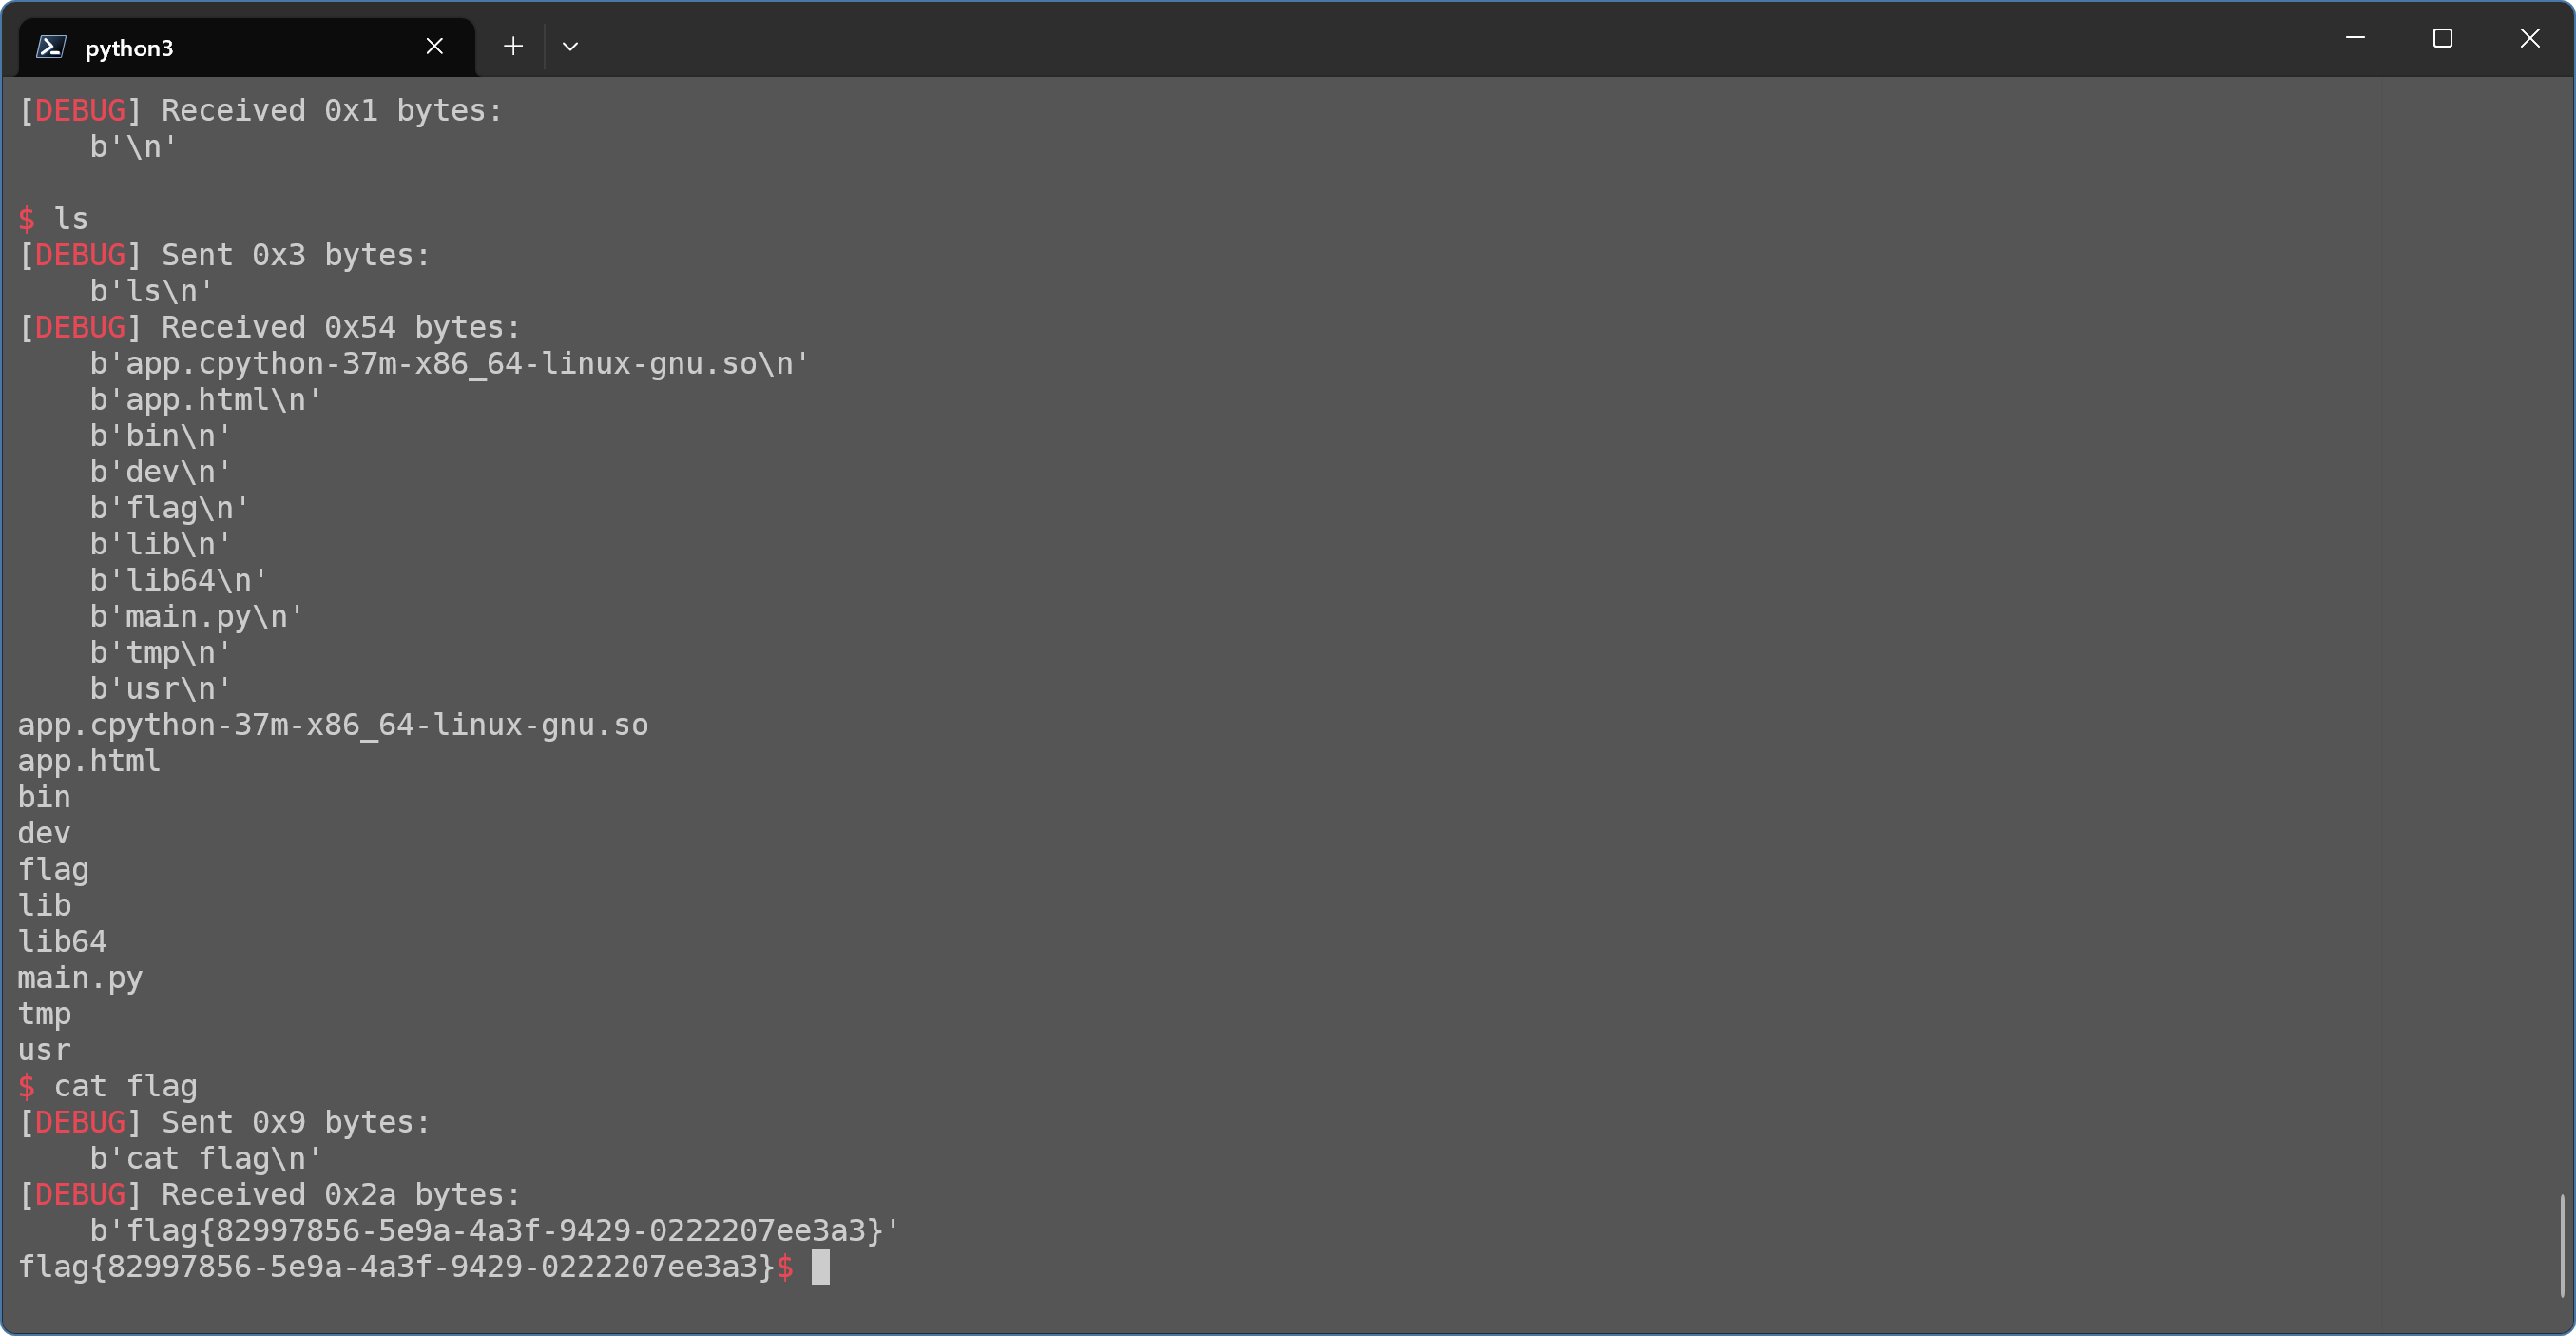 python3
[DEBUG] Received 0x1 bytes:
    b'\n'
$ ls
[DEBUG] Sent 0x3 bytes:
    b'ls\n'
[DEBUG] Received 0x54 bytes:
    b'app.cpython-37m-x86_64-linux-gnu.so\n'
    b'app.html\n'
    b'bin\n'
    b'dev\n'
    b'flag\n'
    b'lib\n'
    b'lib64\n'
    b'main.py\n'
    b'tmp\n'
    b'usr\n'
app.cpython-37m-x86_64-linux-gnu.so
app.html
bin
dev
flag
lib
lib64
main.py
tmp
usr
$ cat flag
[DEBUG] Sent 0x9 bytes:
    b'cat flag\n'
[DEBUG] Received 0x2a bytes:
    b'flag{82997856-5e9a-4a3f-9429-0222207ee3a3}'
flag{82997856-5e9a-4a3f-9429-0222207ee3a3}$